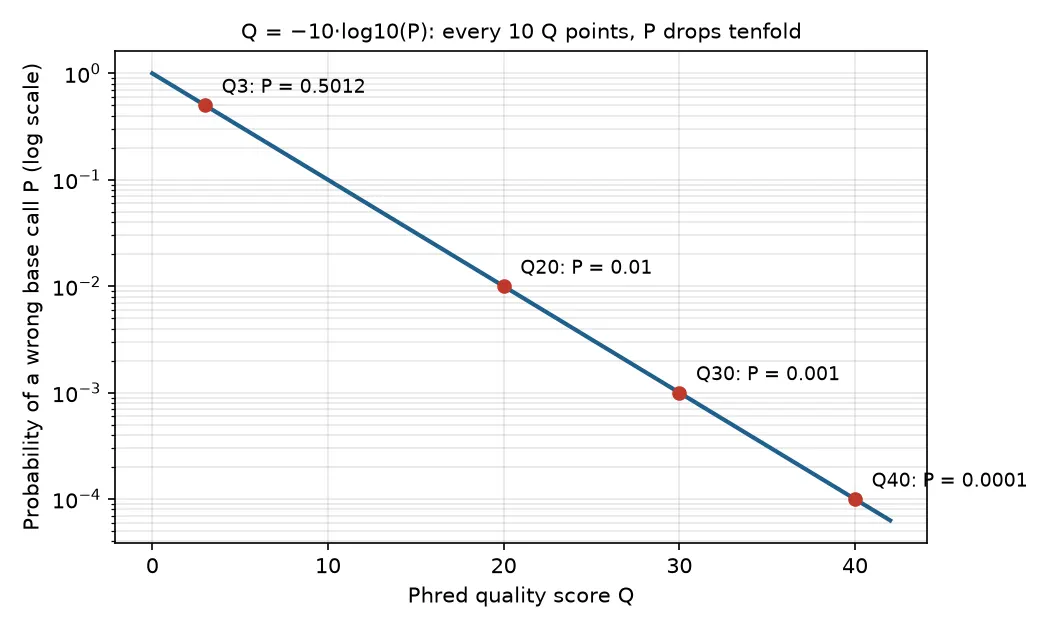 Q = −10·log10(P): every 10 Q points, P drops tenfold
Probability of a wrong base call P (log scale)
10⁰
10⁻¹
10⁻²
10⁻³
10⁻⁴
Q3: P = 0.5012
Q20: P = 0.01
Q30: P = 0.001
Q40: P = 0.0001
0 10 20 30 40
Phred quality score Q